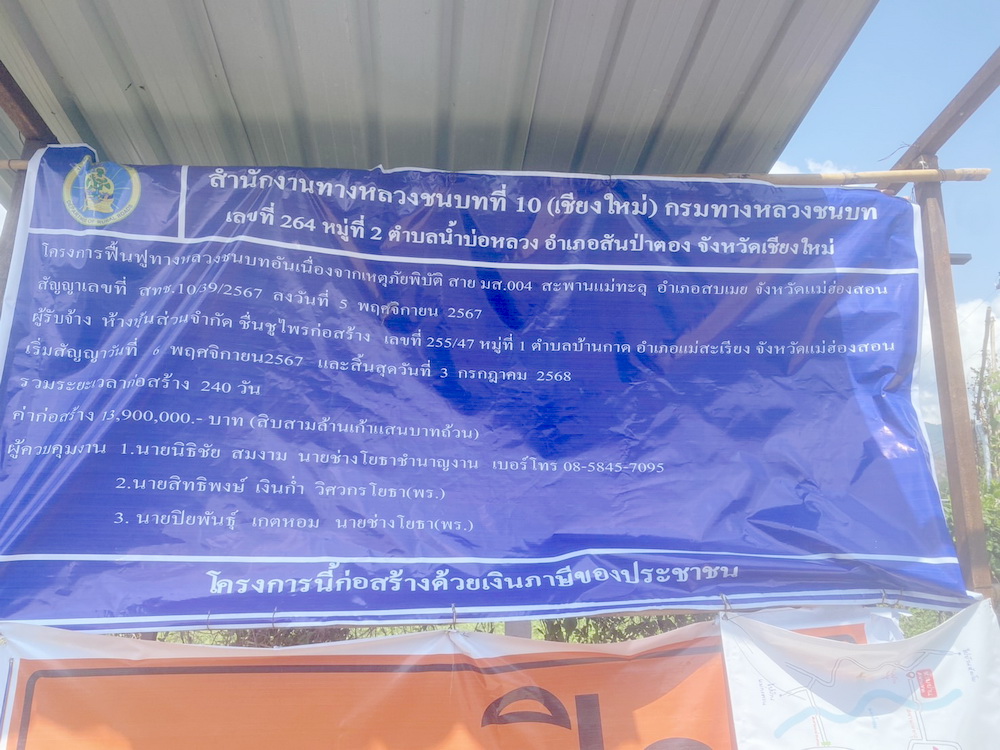 สำนักงานทางหลวงชนบทที่ 10 (เชียงใหม่) กรมทางหลวงชนบท
เลขที่ 264 หมู่ที่ 2 ตำบลน้ำบ่อหลวง อำเภอสันป่าตอง จังหวัดเชียงใหม่
โครงการฟื้นฟูทางหลวงชนบทอันเนื่องจากเหตุภัยพิบัติ สาย มส.004 สะพานแม่ทะลุ อำเภอสบเมย จังหวัดแม่ฮ่องสอน
สัญญาเลขที่ สทช.10/39/2567 ลงวันที่ 5 พฤศจิกายน 2567
ผู้รับจ้าง ห้างหุ้นส่วนจำกัด ชื่นชูไพรก่อสร้าง เลขที่ 255/47 หมู่ที่ 1 ตำบลบ้านกาด อำเภอแม่สะเรียง จังหวัดแม่ฮ่องสอน
เริ่มสัญญาวันที่ 6 พฤศจิกายน2567 และสิ้นสุดวันที่ 3 กรกฎาคม 2568
รวมระยะเวลาก่อสร้าง 240 วัน
ค่าก่อสร้าง 13,900,000.- บาท (สิบสามล้านเก้าแสนบาทถ้วน)
ผู้ควบคุมงาน 1.นายนิธิชัย สมงาม นายช่างโยธาชำนาญงาน เบอร์โทร 08-5845-7095
2.นายสิทธิพงษ์ เงินก่ำ วิศวกรโยธา(พร.)
3. นายปิยพันธุ์ เกตหอม นายช่างโยธา(พร.)
โครงการนี้ก่อสร้างด้วยเงินภาษีของประชาชน